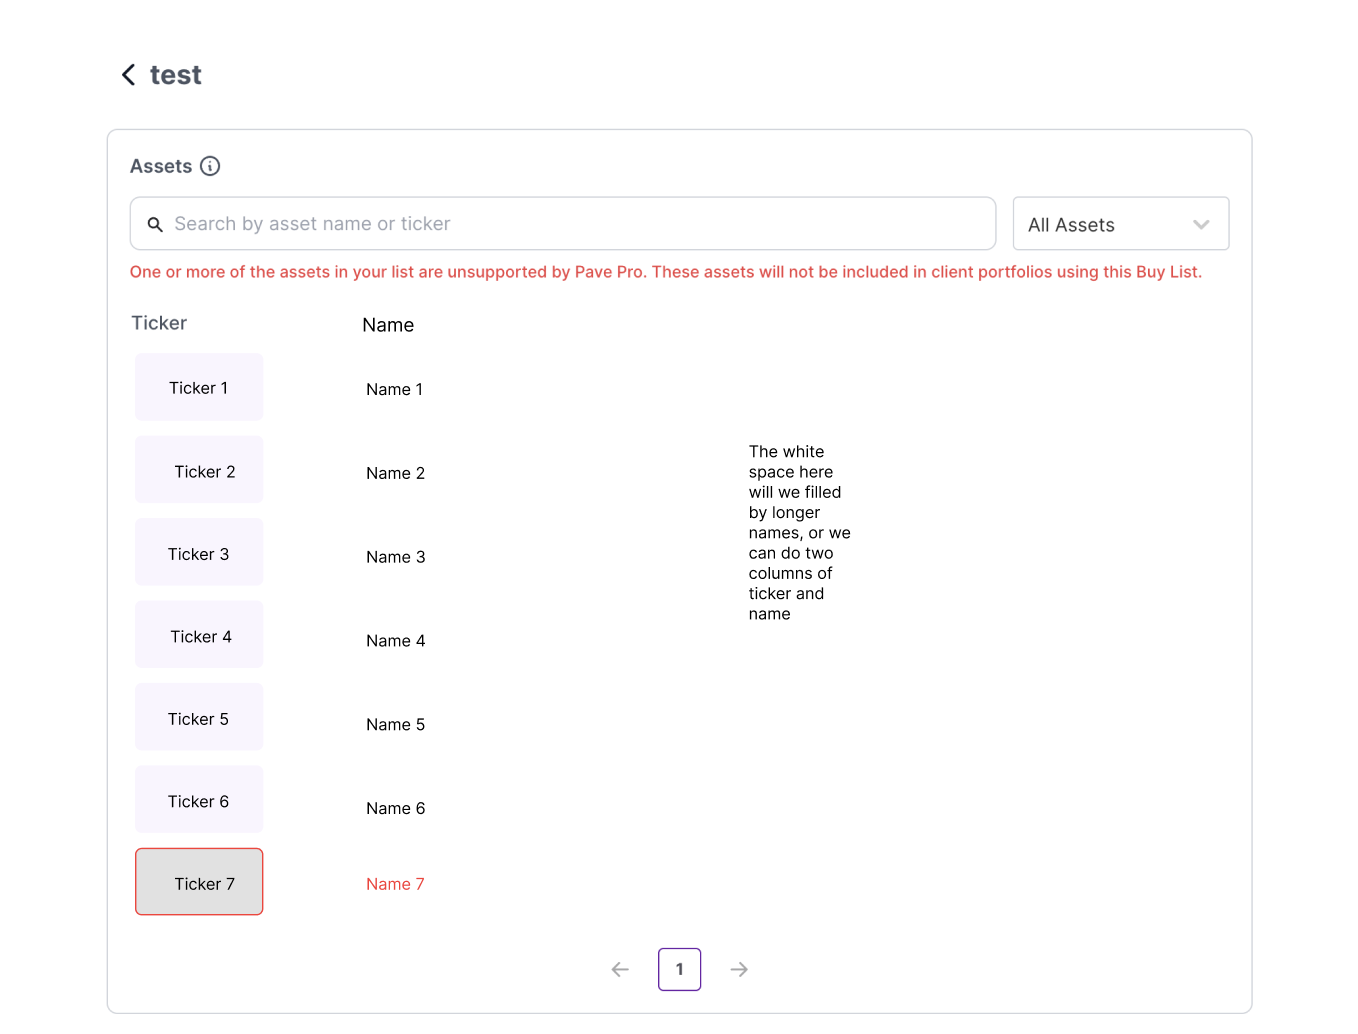 test
Assets
Search by asset name or ticker
All Assets
One or more of the assets in your list are unsupported by Pave Pro. These assets will not be included in client portfolios using this Buy List.
Ticker
Name
Ticker 1
Name 1
Ticker 2
Name 2
Ticker 3
Name 3
Ticker 4
Name 4
Ticker 5
Name 5
Ticker 6
Name 6
Ticker 7
Name 7
The white
space here
will we filled
by longer
names, or we
can do two
columns of
ticker and
name
1